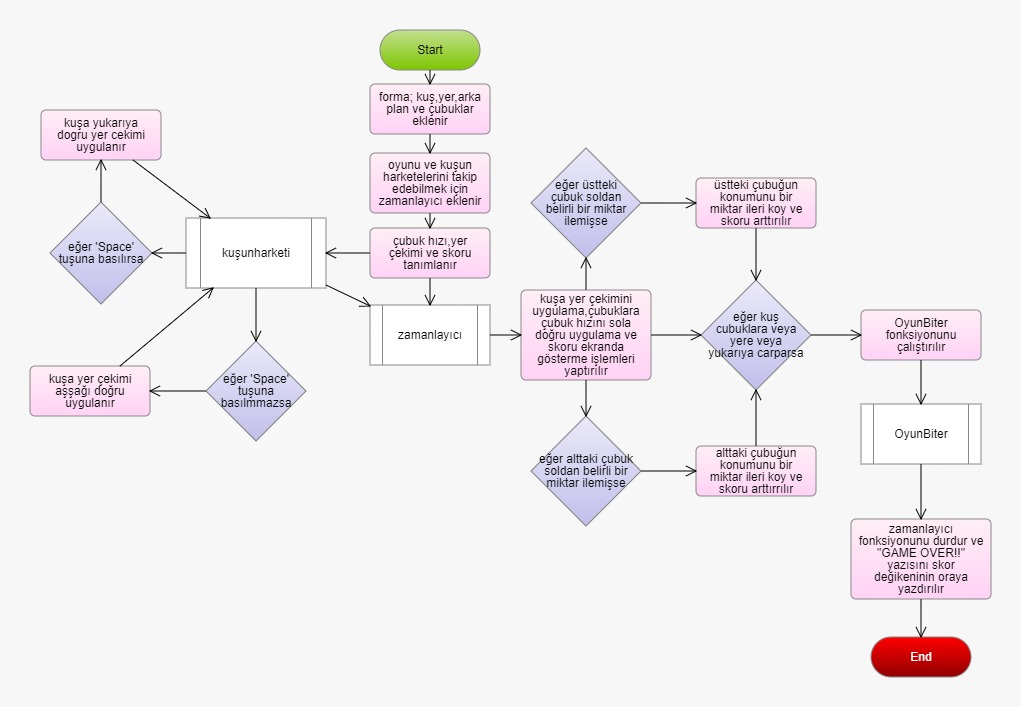 Start
forma; kuş,yer,arka
plan ve çubuklar
eklenir
oyunu ve kuşun
harketelerini takip
edebilmek için
zamanlayıcı eklenir
çubuk hızı,yer
çekimi ve skoru
tanımlanır
kuşa yukarıya
doğru yer cekimi
uygulanır
eğer 'Space'
tuşuna basılırsa
kuşunharketi
kuşa yer çekimi
aşşağı doğru
uygulanır
eğer 'Space'
tuşuna
basılmmazsa
zamanlayıcı
eğer üstteki
çubuk soldan
belirli bir miktar
ilemişse
üstteki çubuğun
konumunu bir
miktar ileri koy ve
skoru arttırılır
kuşa yer çekimini
uygulama,çubuklara
çubuk hızını sola
doğru uygulama ve
skoru ekranda
gösterme işlemleri
yaptırılır
eğer kuş
cubuklara veya
yere veya
yukarıya carparsa
eğer alttaki çubuk
soldan belirli bir
miktar ilemişse
alttaki çubuğun
konumunu bir
miktar ileri koy ve
skoru arttırrılır
OyunBiter
fonksiyonunu
çalıştırılır
OyunBiter
zamanlayıcı
fonksiyonunu durdur ve
"GAME OVER!!"
yazısını skor
değikeninin oraya
yazdırılır
End